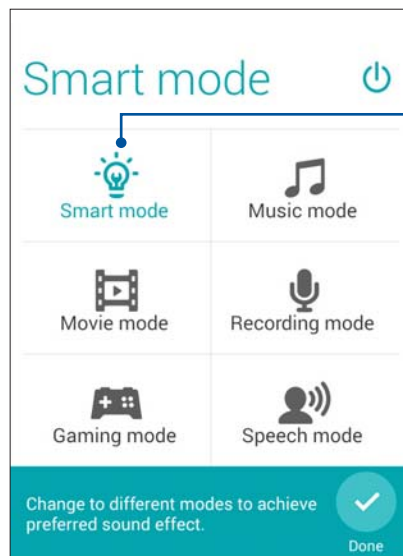 Smart mode
Smart mode
Music mode
Movie mode
Recording mode
Gaming mode
Speech mode
Change to different modes to achieve
preferred sound effect.
Done